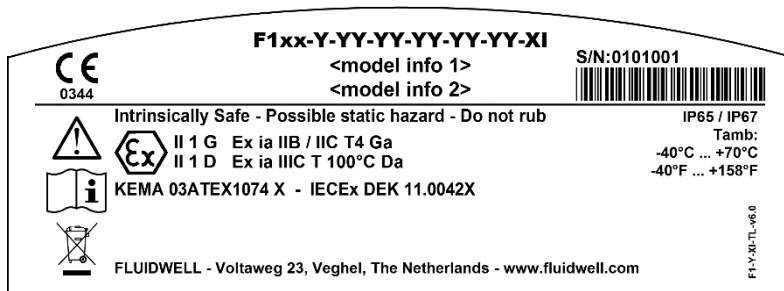 F1xx-Y-YY-YY-YY-YY-YY-XI
<model info 1>
<model info 2>
S/N:0101001
CE
0344
Intrinsically Safe - Possible static hazard - Do not rub
Ex
II 1 G Ex ia IIB / IIC T4 Ga
II 1 D Ex ia IIIC T 100°C Da
KEMA 03ATEX1074 X - IECEx DEK 11.0042X
IP65 / IP67
Tamb:
-40°C ... +70°C
-40°F ... +158°F
i
FLUIDWELL - Voltaweg 23, Veghel, The Netherlands - www.fluidwell.com
F1-Y-XI-TL-v6.0